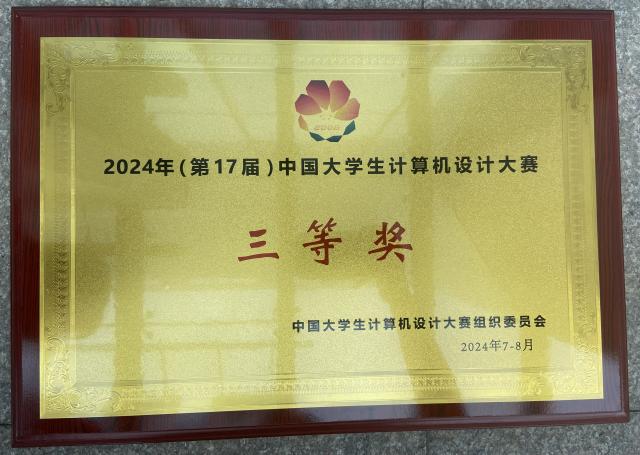 2024年(第17届)中国大学生计算机设计大赛
三等奖
中国大学生计算机设计大赛组织委员会
2024年7-8月